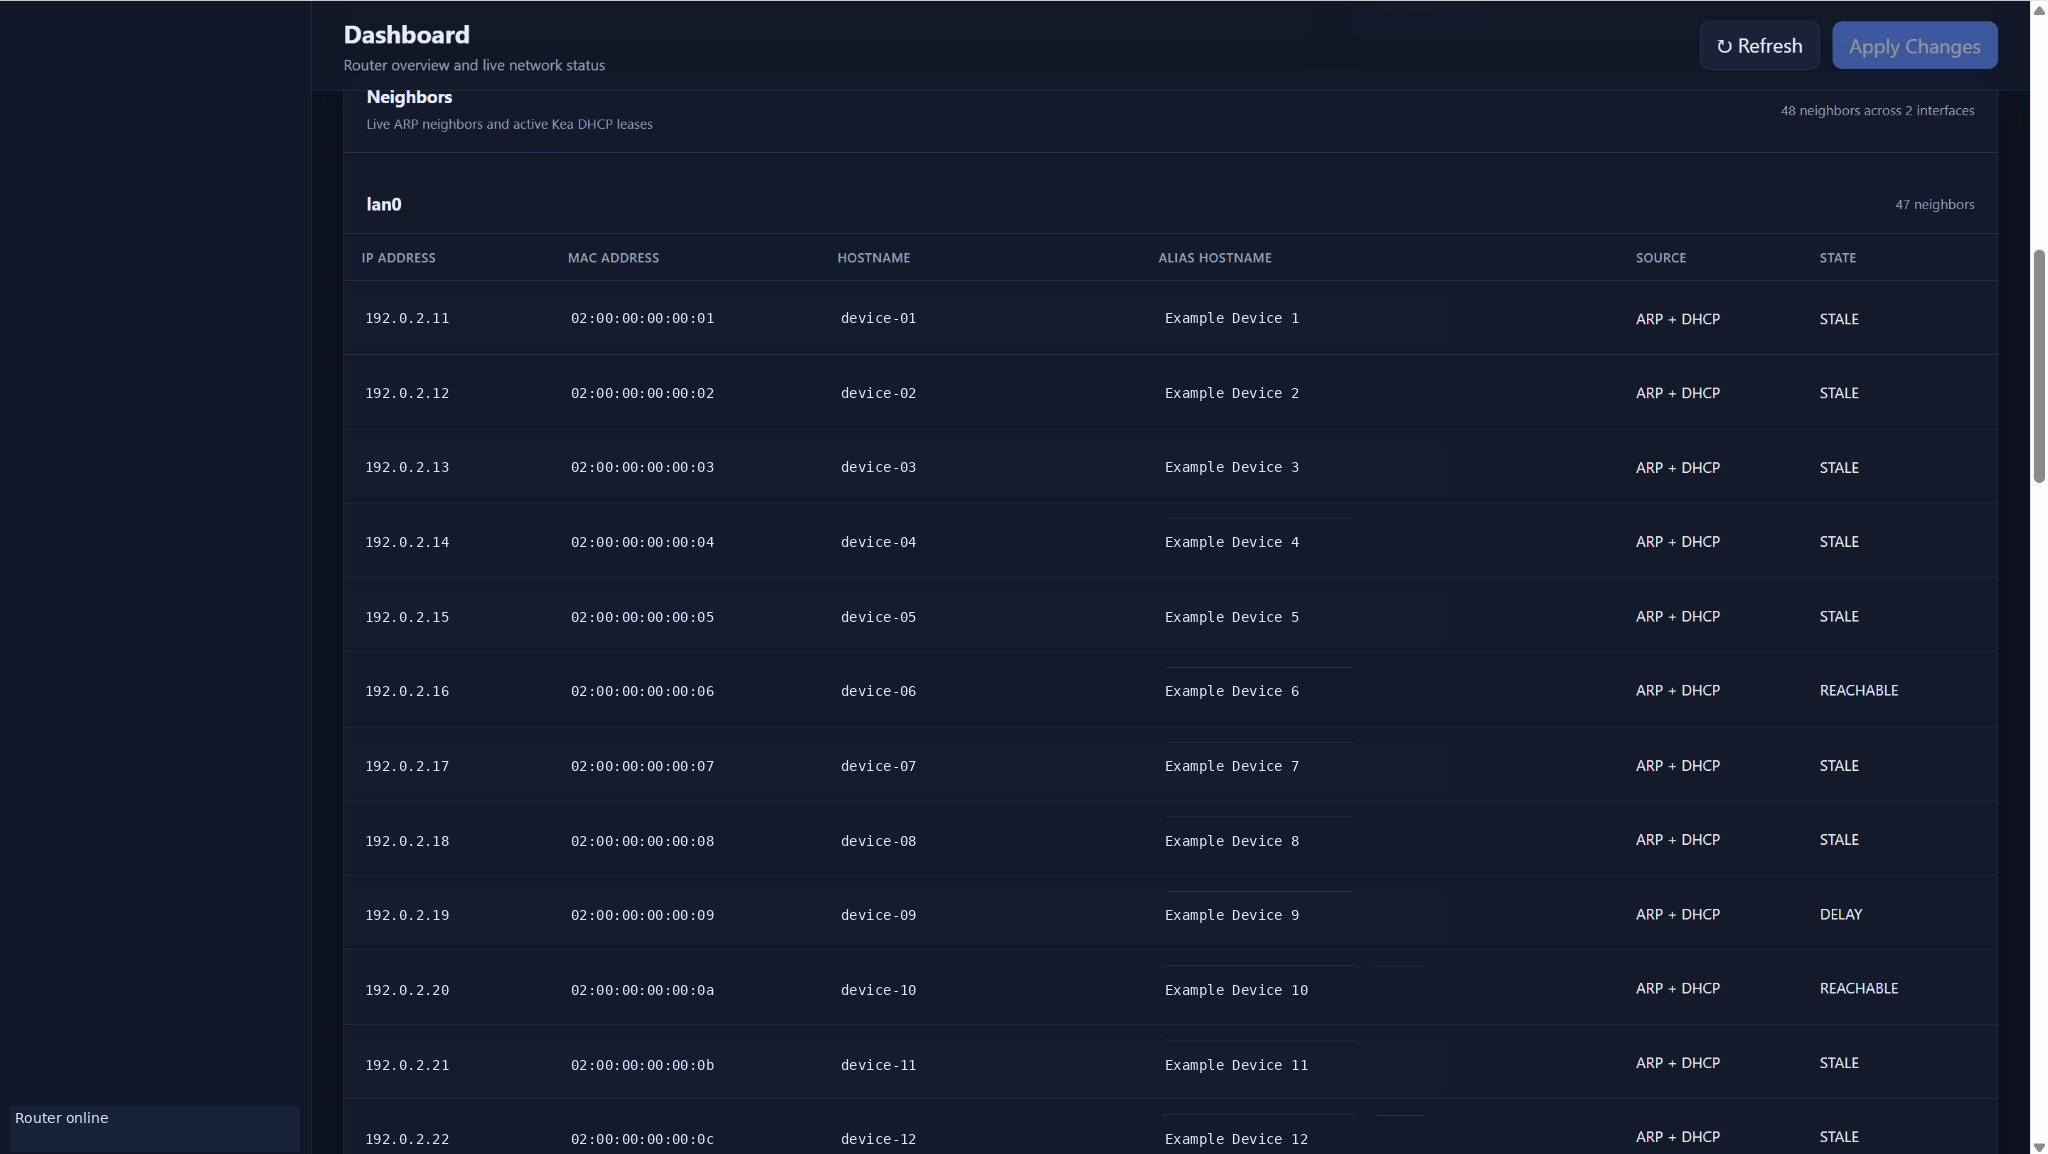 Dashboard
Router overview and live network status
↻ Refresh
Apply Changes
Neighbors
Live ARP neighbors and active Kea DHCP leases
48 neighbors across 2 interfaces
lan0
47 neighbors
IP ADDRESS MAC ADDRESS HOSTNAME ALIAS HOSTNAME SOURCE STATE
192.0.2.11 02:00:00:00:00:01 device-01 Example Device 1 ARP + DHCP STALE
192.0.2.12 02:00:00:00:00:02 device-02 Example Device 2 ARP + DHCP STALE
192.0.2.13 02:00:00:00:00:03 device-03 Example Device 3 ARP + DHCP STALE
192.0.2.14 02:00:00:00:00:04 device-04 Example Device 4 ARP + DHCP STALE
192.0.2.15 02:00:00:00:00:05 device-05 Example Device 5 ARP + DHCP STALE
192.0.2.16 02:00:00:00:00:06 device-06 Example Device 6 ARP + DHCP REACHABLE
192.0.2.17 02:00:00:00:00:07 device-07 Example Device 7 ARP + DHCP STALE
192.0.2.18 02:00:00:00:00:08 device-08 Example Device 8 ARP + DHCP STALE
192.0.2.19 02:00:00:00:00:09 device-09 Example Device 9 ARP + DHCP DELAY
192.0.2.20 02:00:00:00:00:0a device-10 Example Device 10 ARP + DHCP REACHABLE
192.0.2.21 02:00:00:00:00:0b device-11 Example Device 11 ARP + DHCP STALE
192.0.2.22 02:00:00:00:00:0c device-12 Example Device 12 ARP + DHCP STALE
Router online